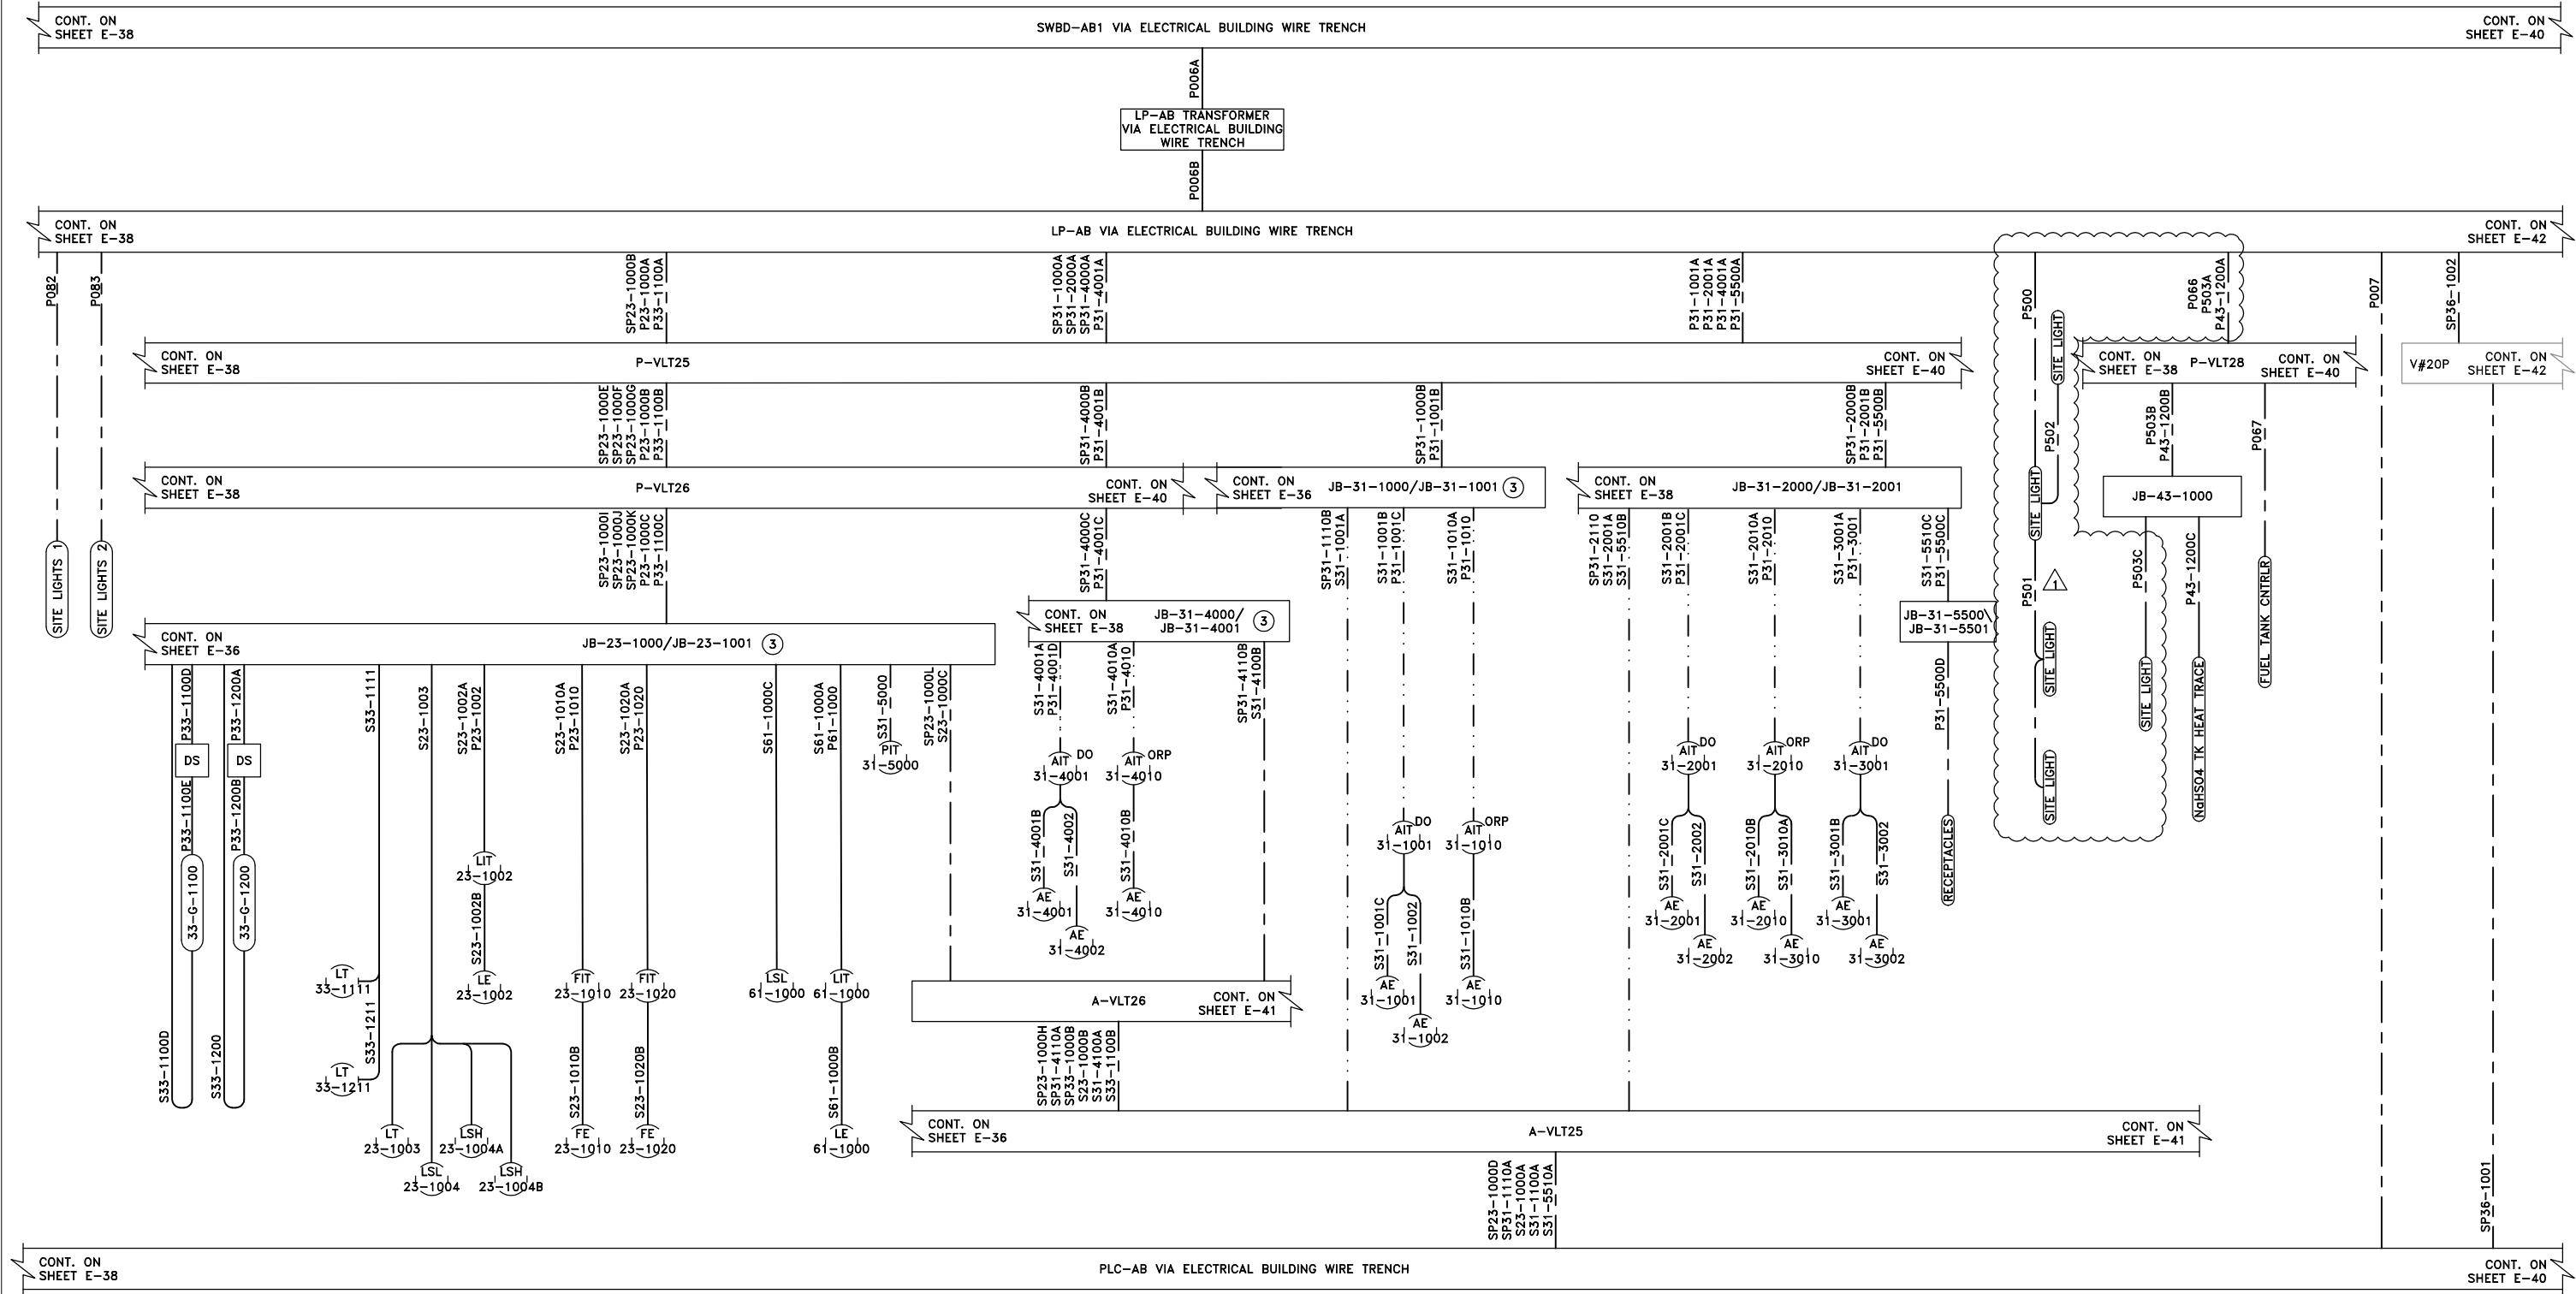 CONT. ON
SHEET E-38
SWBD-AB1 VIA ELECTRICAL BUILDING WIRE TRENCH
CONT. ON
SHEET E-40
P006A
LP-AB TRANSFORMER
VIA ELECTRICAL BUILDING
WIRE TRENCH
P006B
CONT. ON
SHEET E-38
LP-AB VIA ELECTRICAL BUILDING WIRE TRENCH
CONT. ON
SHEET E-42
P082
P083
SP23-1000B
P23-1000A
P33-1100A
SP31-1000A
SP31-2000A
SP31-4000A
P31-4001A
P31-1001A
P31-2001A
P31-4001A
P31-5500A
P500
P066
P503A
P43-1200A
P007
SP36-1002
CONT. ON
SHEET E-38
P-VLT25
CONT. ON
SHEET E-40
SITE LIGHT
CONT. ON
SHEET E-38
P-VLT28
CONT. ON
SHEET E-40
V#20P
CONT. ON
SHEET E-42
SP23-1000E
SP23-1000F
SP23-1000G
P23-1000B
P33-1100B
SP31-4000B
P31-4001B
SP31-1000B
P31-1001B
SP31-2000B
P31-2001B
P31-5500B
P502
P503B
P43-1200B
P067
CONT. ON
SHEET E-38
P-VLT26
CONT. ON
SHEET E-40
CONT. ON
SHEET E-36
JB-31-1000/JB-31-1001 3
CONT. ON
SHEET E-38
JB-31-2000/JB-31-2001
SITE LIGHT
JB-43-1000
SITE LIGHTS 1
SITE LIGHTS 2
SP23-1000I
SP23-1000J
SP23-1000K
P23-1000C
P33-1100C
SP31-4000C
P31-4001C
SP31-1110B
S31-1001A
S31-1001B
P31-1001C
S31-1010A
P31-1010
SP31-2110
S31-2001A
S31-5510B
S31-2001B
P31-2001C
S31-2010A
P31-2010
S31-3001A
P31-3001
S31-5510C
P31-5500C
P501
1
P503C
P43-1200C
FUEL TANK CNTRLR
CONT. ON
SHEET E-36
JB-23-1000/JB-23-1001 3
CONT. ON
SHEET E-38
JB-31-4000/
JB-31-4001
3
JB-31-5500\
JB-31-5501
SITE LIGHT
SITE LIGHT
NaHSO4 TK HEAT TRACE
P33-1100D
P33-1200A
S33-1111
S23-1003
S23-1002A
P23-1002
S23-1010A
P23-1010
S23-1020A
P23-1020
S61-1000C
S61-1000A
P61-1000
S31-5000
SP23-1000L
S23-1000C
S31-4001A
P31-4001D
S31-4010A
P31-4010
SP31-4110B
S31-4100B
P31-5500D
DS
DS
PIT
31-5000
AIT DO
31-4001
AIT ORP
31-4010
AIT DO
31-2001
AIT ORP
31-2010
AIT DO
31-3001
SITE LIGHT
P33-1100E
P33-1200B
S31-4001B
S31-4002
S31-4010B
AIT DO
31-1001
AIT ORP
31-1010
S31-2001C
S31-2002
S31-2010B
S31-3010A
S31-3001B
S31-3002
RECEPTACLES
33-G-1100
33-G-1200
LIT
23-1002
S23-1002B
AE
31-4001
AE
31-4002
AE
31-4010
S31-1001C
S31-1002
S31-1010B
AE
31-2001
AE
31-2002
AE
31-2010
AE
31-3010
AE
31-3001
AE
31-3002
LT
33-1111
LE
23-1002
FIT
23-1010
FIT
23-1020
LSL
61-1000
LIT
61-1000
A-VLT26
CONT. ON
SHEET E-41
AE
31-1001
AE
31-1002
AE
31-1010
S33-1100D
S33-1200
S33-1211
LT
33-1211
S23-1010B
S23-1020B
S61-1000B
SP23-1000H
SP31-4110A
SP33-1000B
S23-1000B
S31-4100A
S33-1100B
LT
23-1003
LSL
23-1004
LSH
23-1004A
LSH
23-1004B
FE
23-1010
FE
23-1020
LE
61-1000
CONT. ON
SHEET E-36
A-VLT25
CONT. ON
SHEET E-41
SP23-1000D
SP31-1110A
S23-1000A
S31-1100A
S31-5510A
SP36-1001
CONT. ON
SHEET E-38
PLC-AB VIA ELECTRICAL BUILDING WIRE TRENCH
CONT. ON
SHEET E-40